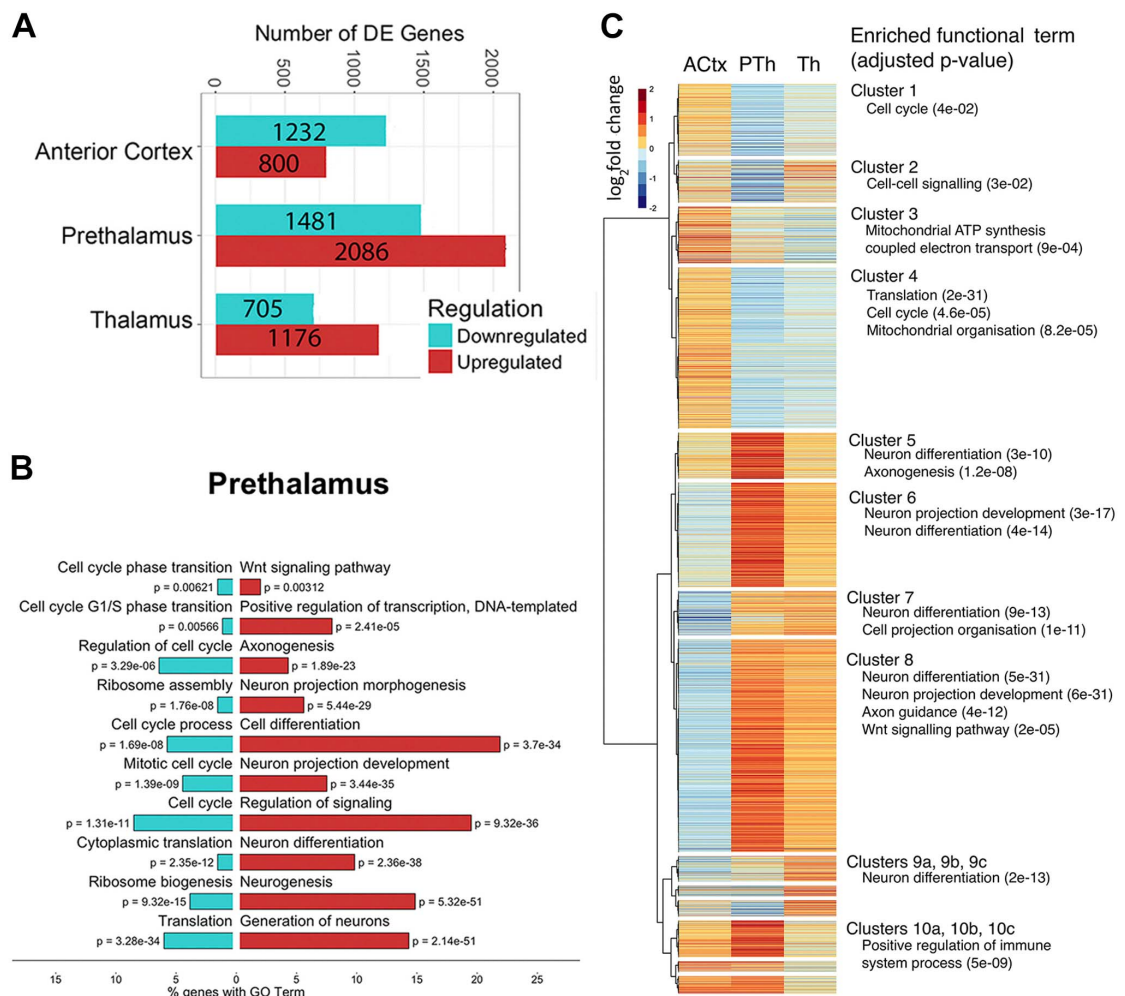 A
Number of DE Genes
0
500
1000
1500
2000
Anterior Cortex
1232
800
Prethalamus
1481
2086
Thalamus
705
1176
Regulation
Downregulated
Upregulated
B
Prethalamus
Cell cycle phase transition Wnt signaling pathway
p = 0.00621 p = 0.00312
Cell cycle G1/S phase transition Positive regulation of transcription, DNA-templated
p = 0.00566 p = 2.41e-05
Regulation of cell cycle Axonogenesis
p = 3.29e-06 p = 1.89e-23
Ribosome assembly Neuron projection morphogenesis
p = 1.76e-08 p = 5.44e-29
Cell cycle process Cell differentiation
p = 1.69e-08 p = 3.7e-34
Mitotic cell cycle Neuron projection development
p = 1.39e-09 p = 3.44e-35
Cell cycle Regulation of signaling
p = 1.31e-11 p = 9.32e-36
Cytoplasmic translation Neuron differentiation
p = 2.35e-12 p = 2.36e-38
Ribosome biogenesis Neurogenesis
p = 9.32e-15 p = 5.32e-51
Translation Generation of neurons
p = 3.28e-34 p = 2.14e-51
15 10 5 0 5 10 15 20 25
% genes with GO Term
C
log2fold change
2
1
0
-1
-2
ACtx PTh Th
Enriched functional term
(adjusted p-value)
Cluster 1
Cell cycle (4e-02)
Cluster 2
Cell-cell signalling (3e-02)
Cluster 3
Mitochondrial ATP synthesis
coupled electron transport (9e-04)
Cluster 4
Translation (2e-31)
Cell cycle (4.6e-05)
Mitochondrial organisation (8.2e-05)
Cluster 5
Neuron differentiation (3e-10)
Axonogenesis (1.2e-08)
Cluster 6
Neuron projection development (3e-17)
Neuron differentiation (4e-14)
Cluster 7
Neuron differentiation (9e-13)
Cell projection organisation (1e-11)
Cluster 8
Neuron differentiation (5e-31)
Neuron projection development (6e-31)
Axon guidance (4e-12)
Wnt signalling pathway (2e-05)
Clusters 9a, 9b, 9c
Neuron differentiation (2e-13)
Clusters 10a, 10b, 10c
Positive regulation of immune
system process (5e-09)